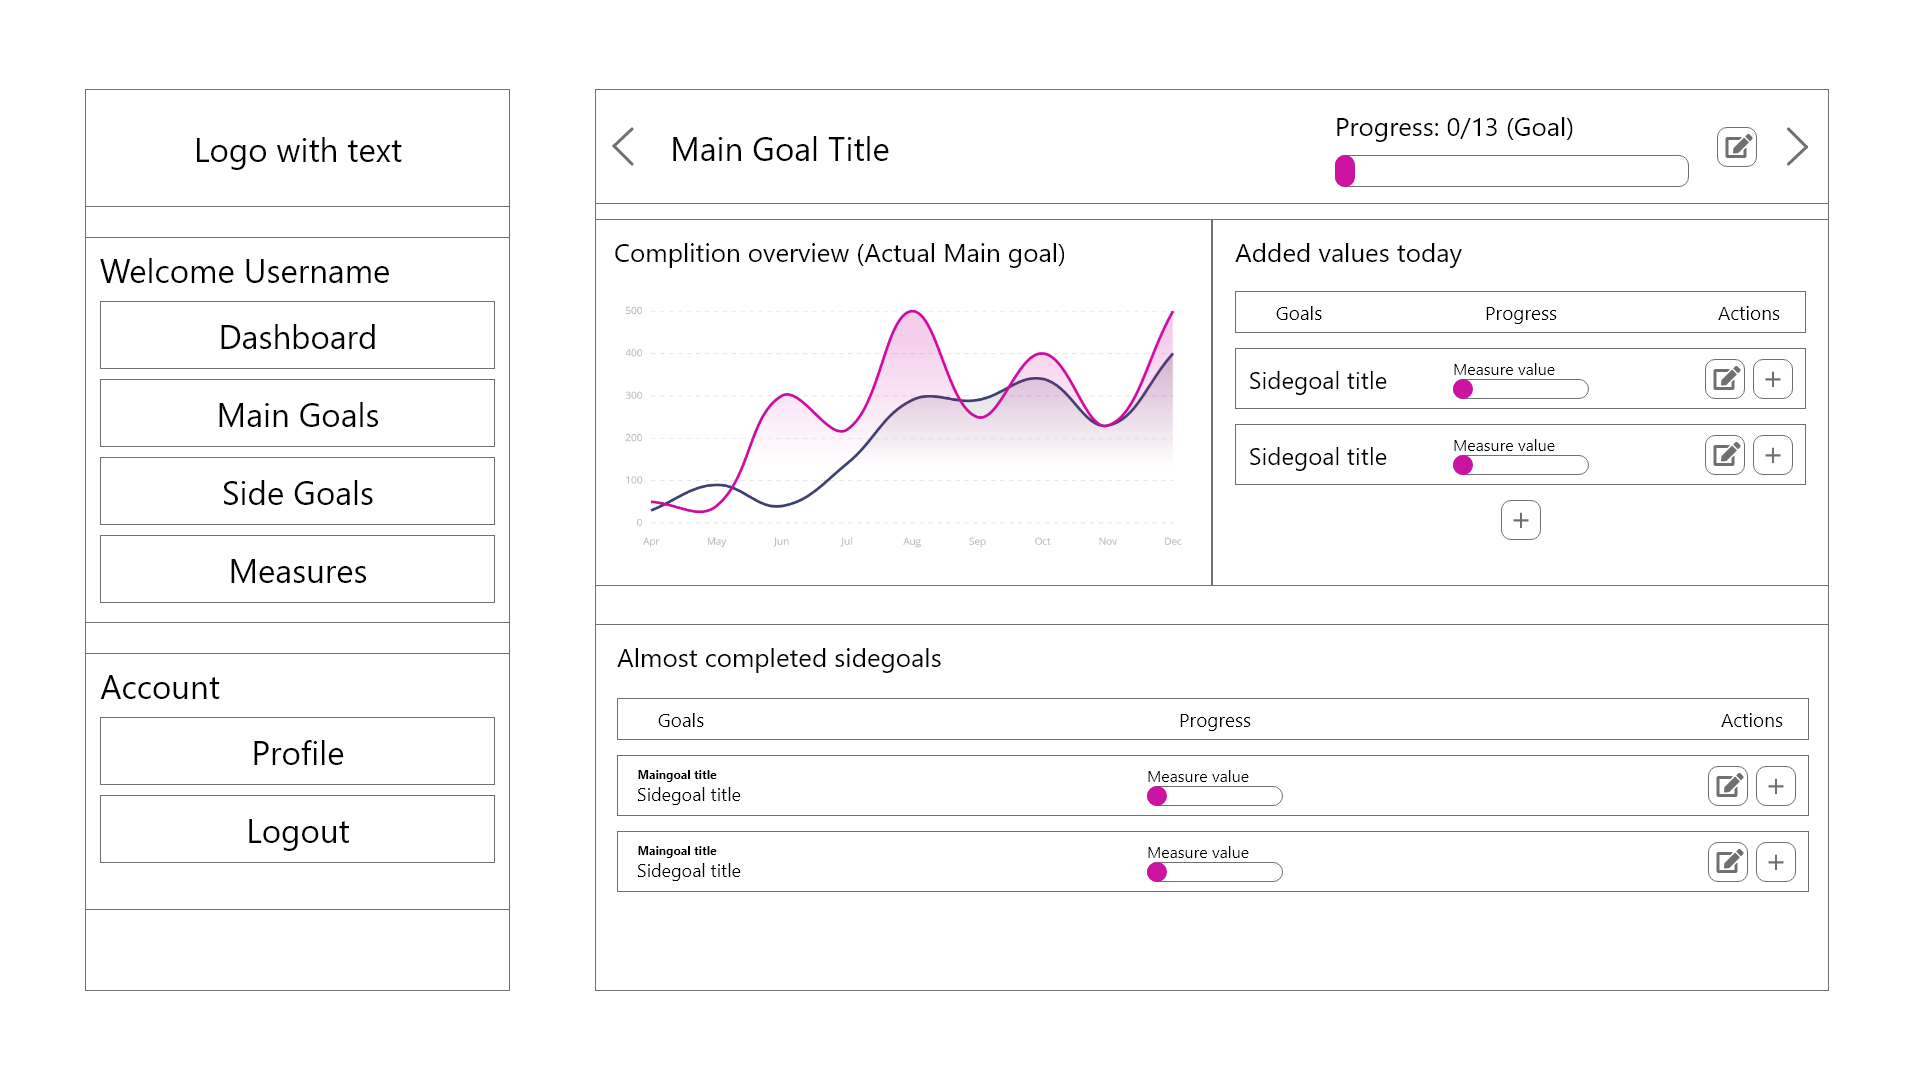 Logo with text
Welcome Username
Dashboard
Main Goals
Side Goals
Measures
Account
Profile
Logout
Main Goal Title
Progress: 0/13 (Goal)
Complition overview (Actual Main goal)
500
400
300
200
100
0
Apr May Jun Jul Aug Sep Oct Nov Dec
Added values today
Goals Progress Actions
Sidegoal title
Measure value
Sidegoal title
Measure value
Almost completed sidegoals
Goals Progress Actions
Maingoal title
Sidegoal title
Measure value
Maingoal title
Sidegoal title
Measure value